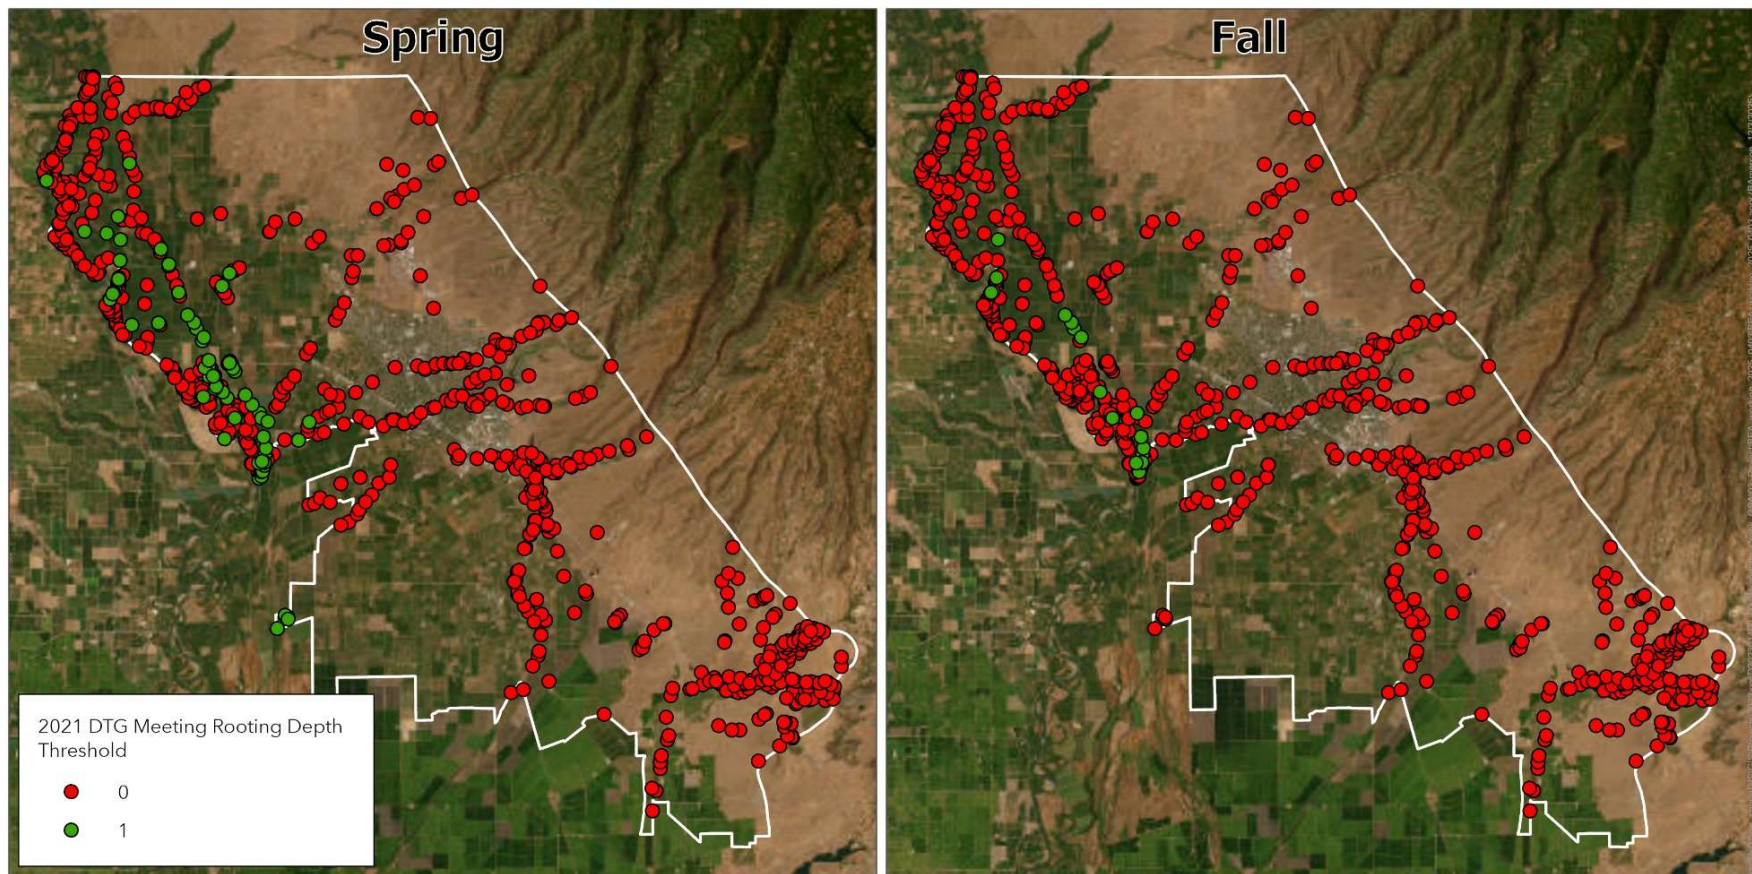 Spring
Fall
2021 DTG Meeting Rooting Depth
Threshold
0
1